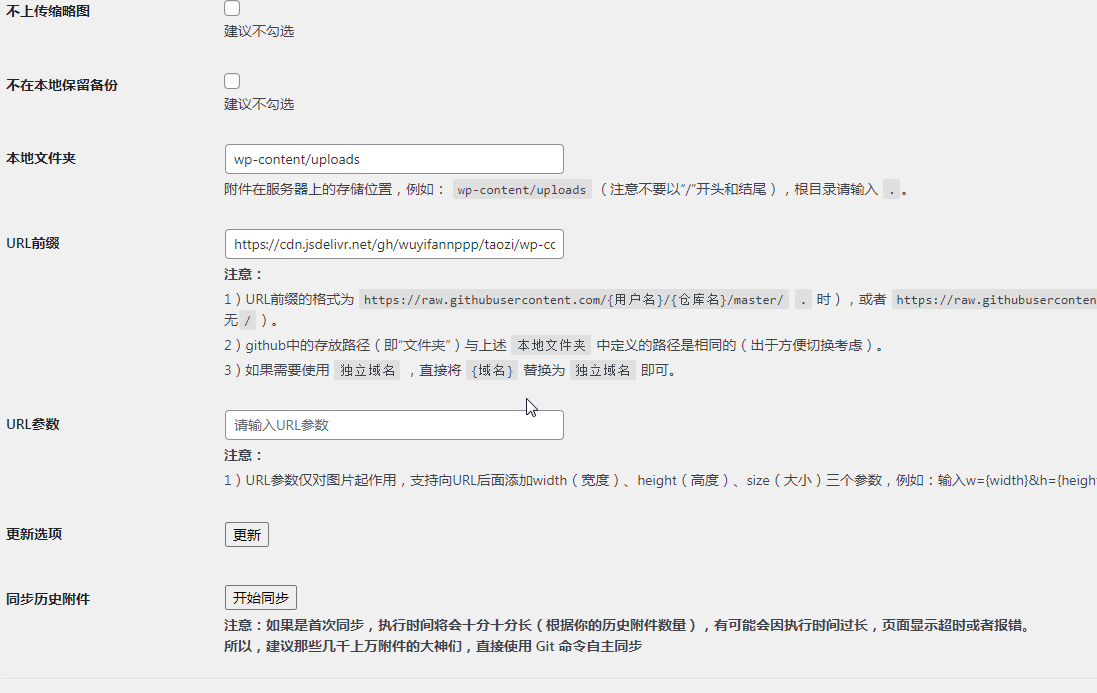 不上传缩略图
建议不勾选
不在本地保留备份
建议不勾选
本地文件夹
wp-content/uploads
附件在服务器上的存储位置，例如： wp-content/uploads （注意不要以“/”开头和结尾），根目录请输入 . 。
URL前缀
https://cdn.jsdelivr.net/gh/wuyifannppp/taozi/wp-cc
注意：
1）URL前缀的格式为 https://raw.githubusercontent.com/{用户名}/{仓库名}/master/ . 时），或者 https://raw.githubuserconten
无 / ）。
2）github中的存放路径（即“文件夹”）与上述 本地文件夹 中定义的路径是相同的（出于方便切换考虑）。
3）如果需要使用 独立域名 ，直接将 {域名} 替换为 独立域名 即可。
URL参数
请输入URL参数
注意：
1）URL参数仅对图片起作用，支持向URL后面添加width（宽度）、height（高度）、size（大小）三个参数，例如：输入w={width}&h={heigh
更新选项
更新
同步历史附件
开始同步
注意：如果是首次同步，执行时间将会十分十分长（根据你的历史附件数量），有可能会因执行时间过长，页面显示超时或者报错。
所以，建议那些几千上万附件的大神们，直接使用 Git 命令自主同步